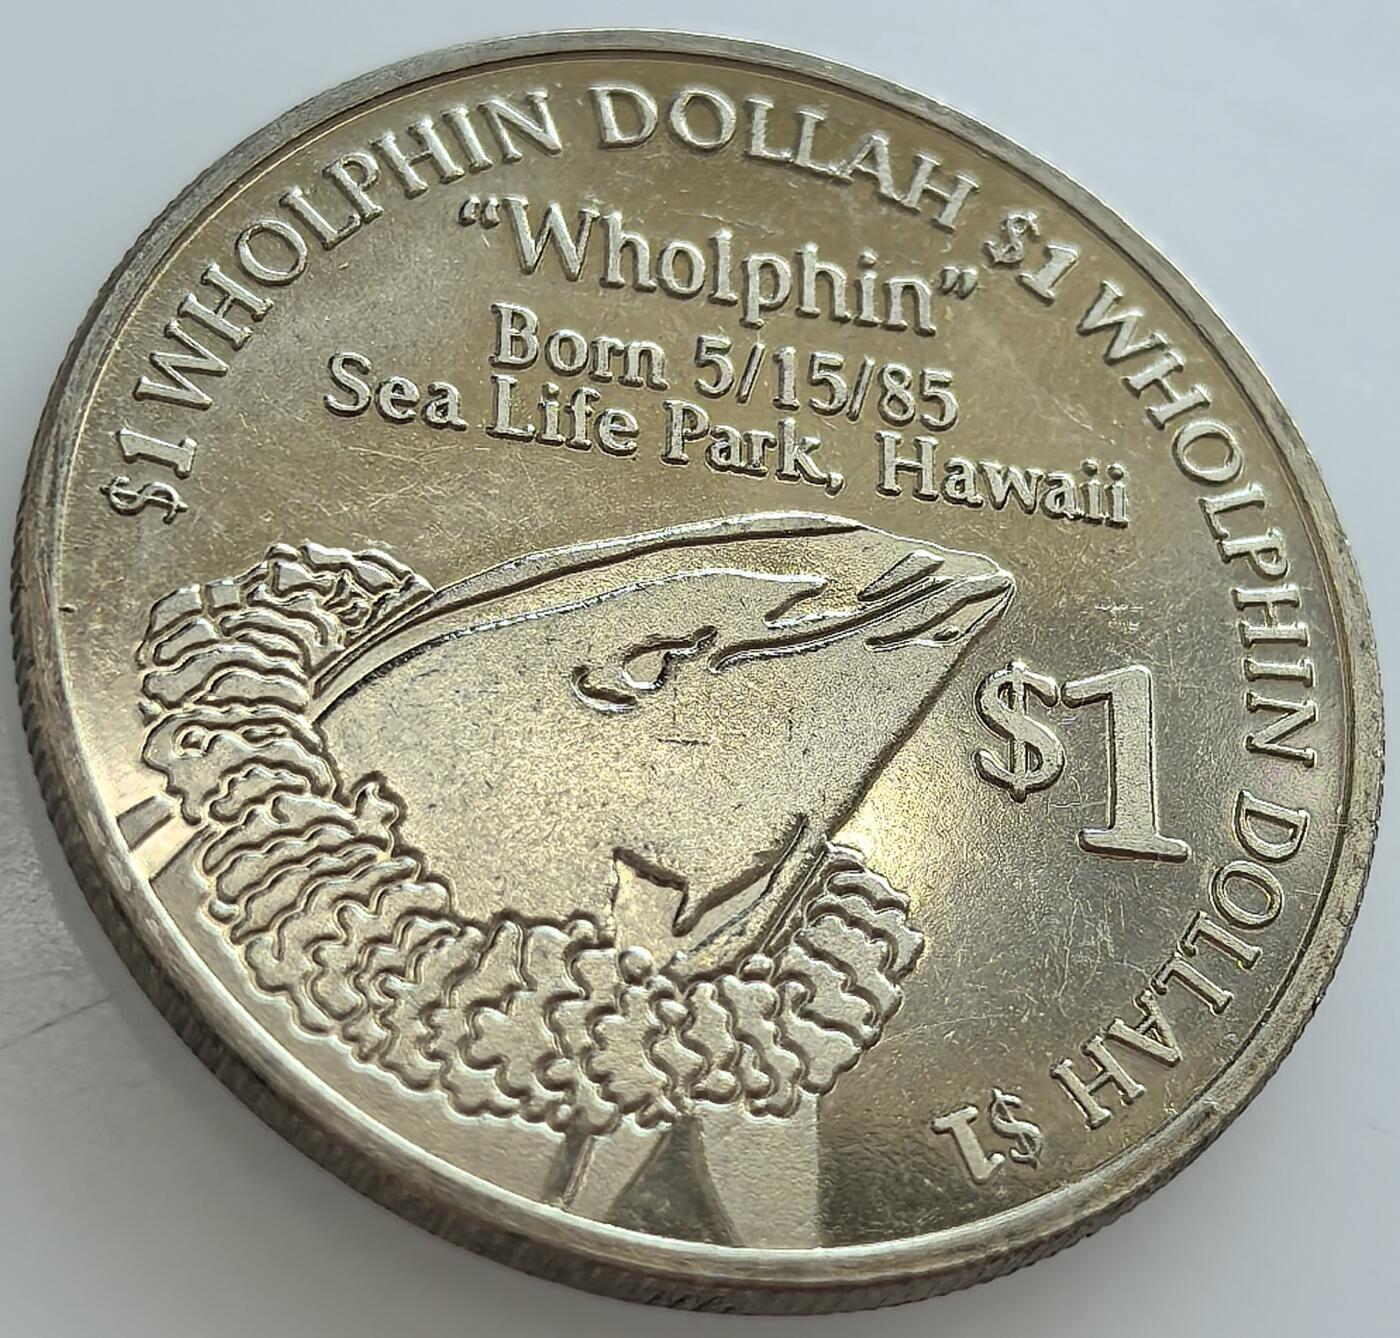 $1 WHOLPHIN DOLLAH $1 WHOLPHIN DOLLAH $1
“Wholphin”
Born 5/15/85
Sea Life Park, Hawaii
$1